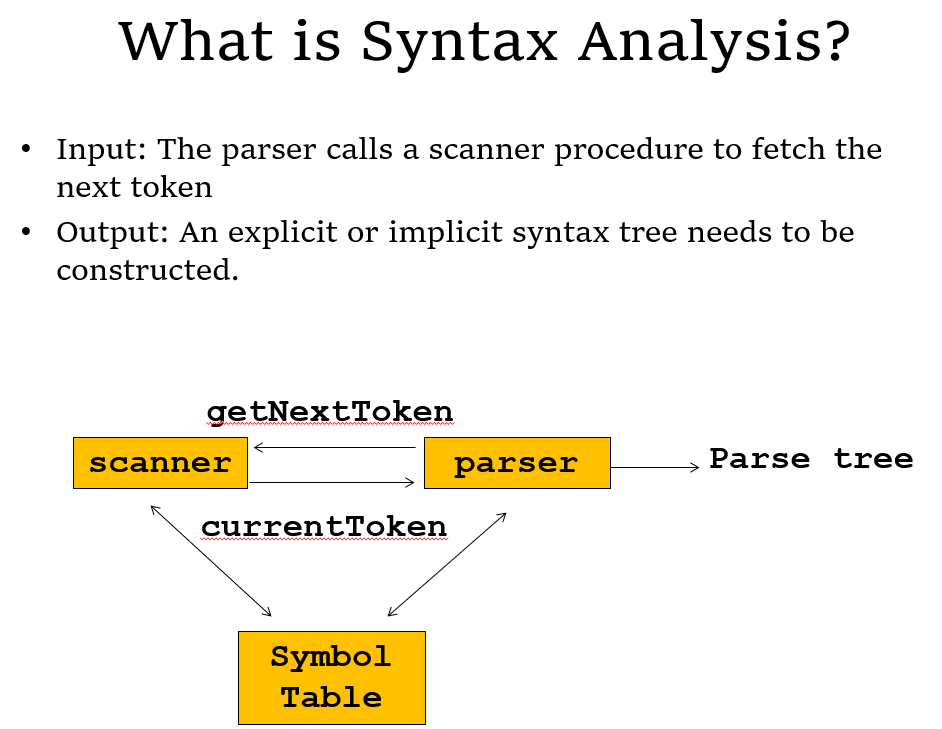 What is Syntax Analysis?
• Input: The parser calls a scanner procedure to fetch the
next token
• Output: An explicit or implicit syntax tree needs to be
constructed.
getNextToken
scanner
parser
Parse tree
currentToken
Symbol
Table